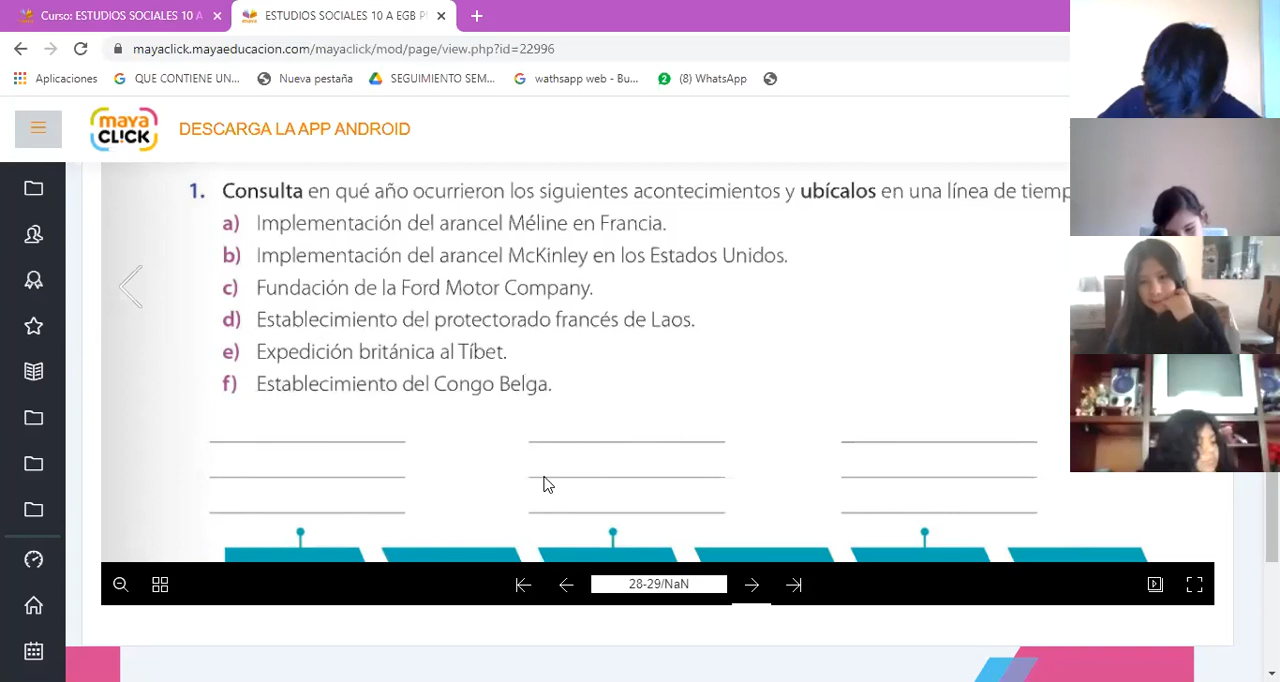 Curso: ESTUDIOS SOCIALES 10 A
ESTUDIOS SOCIALES 10 A EGB P
mayaclick.mayaeducacion.com/mayaclick/mod/page/view.php?id=22996
Aplicaciones
QUE CONTIENE UN...
Nueva pestaña
SEGUIMIENTO SEM...
wathsapp web - Bu...
2
(8) WhatsApp
maya
CLICK
DESCARGA LA APP ANDROID
1. Consulta en qué año ocurrieron los siguientes acontecimientos y ubícalos en una línea de tiemp
a) Implementación del arancel Méline en Francia.
b) Implementación del arancel McKinley en los Estados Unidos.
c) Fundación de la Ford Motor Company.
d) Establecimiento del protectorado francés de Laos.
e) Expedición británica al Tíbet.
f) Establecimiento del Congo Belga.
28-29/NaN